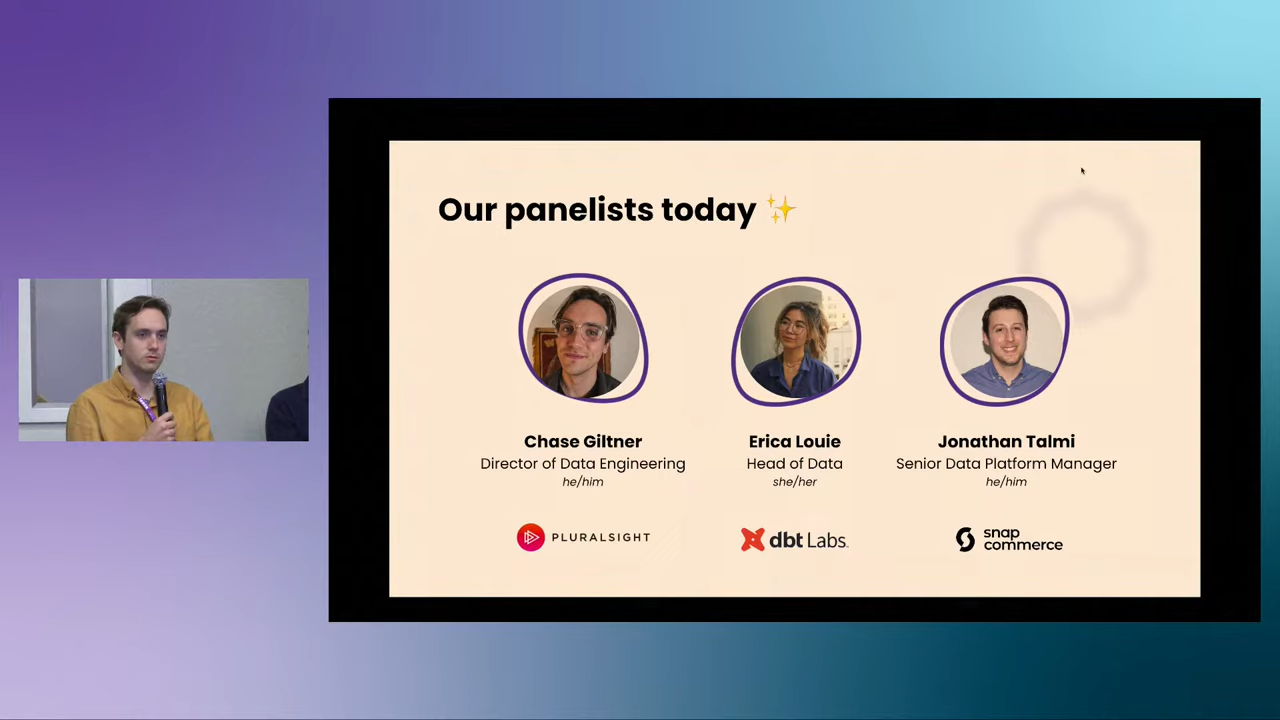 Our panelists today ✨
Chase Giltner
Director of Data Engineering
he/him
PLURALSIGHT
Erica Louie
Head of Data
she/her
dbt Labs
Jonathan Talmi
Senior Data Platform Manager
he/him
snap
commerce